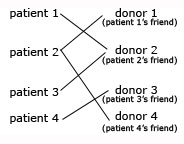 patient 1 donor 1
(patient 1's friend)
patient 2 donor 2
(patient 2's friend)
patient 3 donor 3
(patient 3's friend)
patient 4 donor 4
(patient 4's friend)